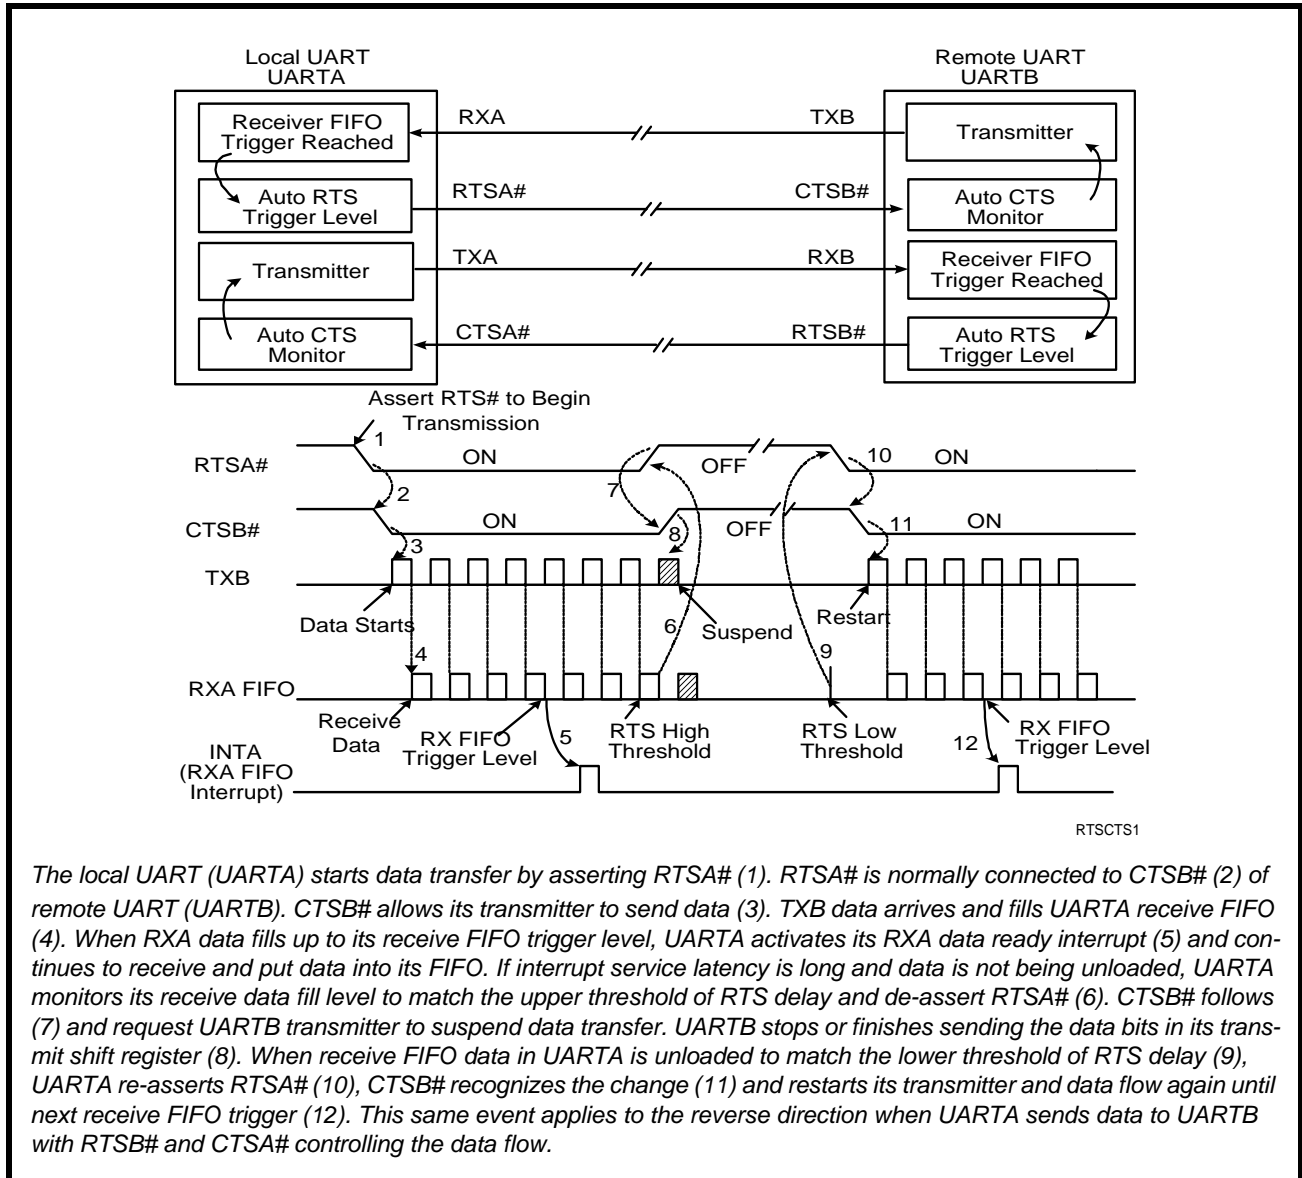 Local UART
UARTA
Remote UART
UARTB
Receiver FIFO
Trigger Reached
RXA
TXB
Transmitter
Auto RTS
Trigger Level
RTSA#
CTSB#
Auto CTS
Monitor
Transmitter
TXA
RXB
Receiver FIFO
Trigger Reached
Auto CTS
Monitor
CTSA#
RTSB#
Auto RTS
Trigger Level
Assert RTS# to Begin
Transmission
1
RTSA#
ON
OFF
10
ON
2
7
CTSB#
ON
8
OFF
11
ON
3
TXB
Data Starts
6
Suspend
Restart
4
9
RXA FIFO
Receive
Data
RX FIFO
Trigger Level
5
RTS High
Threshold
RTS Low
Threshold
12
RX FIFO
Trigger Level
INTA
(RXA FIFO
Interrupt)
RTSCTS1
The local UART (UARTA) starts data transfer by asserting RTSA# (1). RTSA# is normally connected to CTSB# (2) of
remote UART (UARTB). CTSB# allows its transmitter to send data (3). TXB data arrives and fills UARTA receive FIFO
(4). When RXA data fills up to its receive FIFO trigger level, UARTA activates its RXA data ready interrupt (5) and con-
tinues to receive and put data into its FIFO. If interrupt service latency is long and data is not being unloaded, UARTA
monitors its receive data fill level to match the upper threshold of RTS delay and de-assert RTSA# (6). CTSB# follows
(7) and request UARTB transmitter to suspend data transfer. UARTB stops or finishes sending the data bits in its trans-
mit shift register (8). When receive FIFO data in UARTA is unloaded to match the lower threshold of RTS delay (9),
UARTA re-asserts RTSA# (10), CTSB# recognizes the change (11) and restarts its transmitter and data flow again until
next receive FIFO trigger (12). This same event applies to the reverse direction when UARTA sends data to UARTB
with RTSB# and CTSA# controlling the data flow.